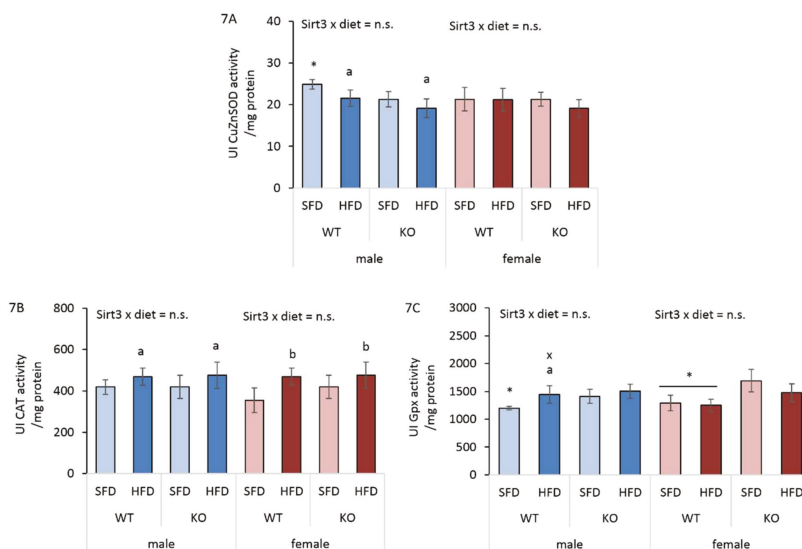 7A
Sirt3 x diet = n.s. Sirt3 x diet = n.s.
UI CuZnSOD activity
/mg protein
40
30
20
10
0
* a a
SFD HFD SFD HFD SFD HFD SFD HFD
WT KO WT KO
male female
7B
Sirt3 x diet = n.s. Sirt3 x diet = n.s.
UI CAT activity
/mg protein
800
600
400
200
0
a a b b
SFD HFD SFD HFD SFD HFD SFD HFD
WT KO WT KO
male female
7C
Sirt3 x diet = n.s. Sirt3 x diet = n.s.
UI Gpx activity
/mg protein
3000
2500
2000
1500
1000
500
0
x
* a *
SFD HFD SFD HFD SFD HFD SFD HFD
WT KO WT KO
male female